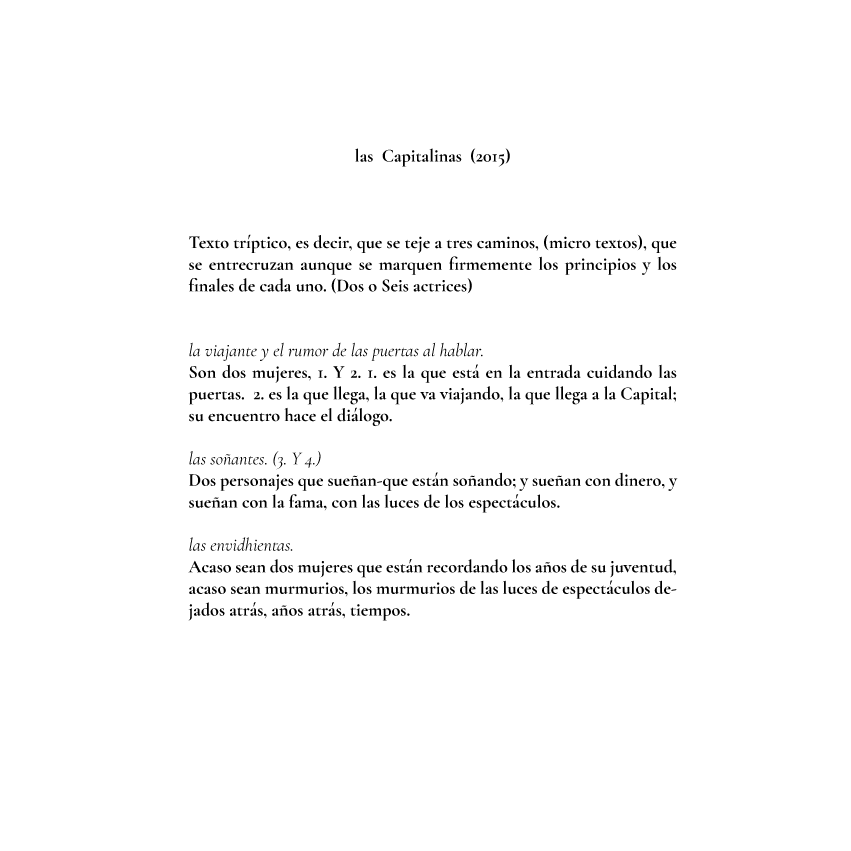 las Capitalinas (2015)
Texto tríptico, es decir, que se teje a tres caminos, (micro textos), que
se entrecruzan aunque se marquen firmemente los principios y los
finales de cada uno. (Dos o Seis actrices)
la viajante y el rumor de las puertas al hablar.
Son dos mujeres, 1. Y 2. 1. es la que está en la entrada cuidando las
puertas. 2. es la que llega, la que va viajando, la que llega a la Capital;
su encuentro hace el diálogo.
las soñantes. (3. Y 4.)
Dos personajes que sueñan-que están soñando; y sueñan con dinero, y
sueñan con la fama, con las luces de los espectáculos.
las envidhientas.
Acaso sean dos mujeres que están recordando los años de su juventud,
acaso sean murmurios, los murmurios de las luces de espectáculos de-
jados atrás, años atrás, tiempos.